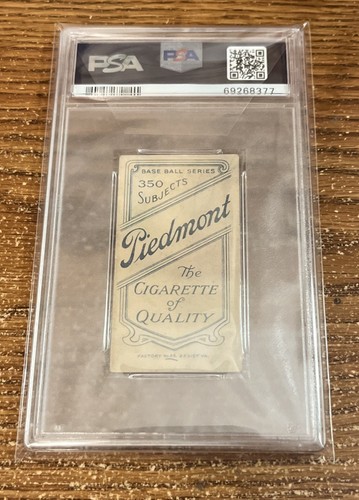 PSA
PSA
69268377
BASE BALL SERIES
350
SUBJECTS
Piedmont
The
CIGARETTE
of
QUALITY